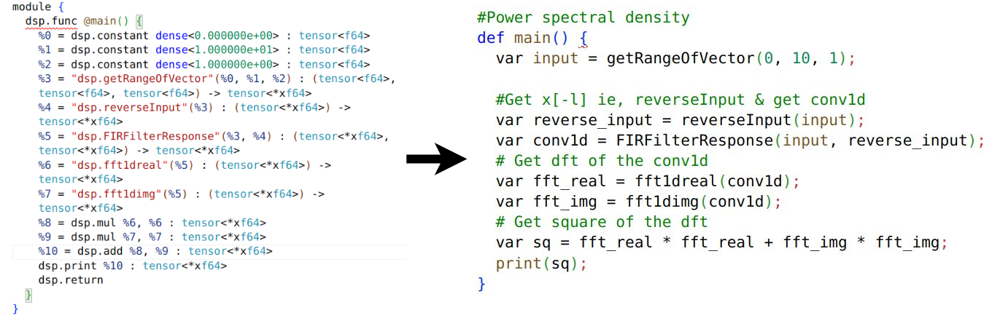 module {
dsp.func @main() {
%0 = dsp.constant dense<0.000000e+00> : tensor<f64>
%1 = dsp.constant dense<1.000000e+01> : tensor<f64>
%2 = dsp.constant dense<1.000000e+00> : tensor<f64>
%3 = "dsp.getRangeOfVector"(%0, %1, %2) : (tensor<f64>,
tensor<f64>, tensor<f64>) -> tensor<*xf64>
%4 = "dsp.reverseInput"(%3) : (tensor<*xf64>) ->
tensor<*xf64>
%5 = "dsp.FIRFilterResponse"(%3, %4) : (tensor<*xf64>,
tensor<*xf64>) -> tensor<*xf64>
%6 = "dsp.fft1dreal"(%5) : (tensor<*xf64>) ->
tensor<*xf64>
%7 = "dsp.fft1dimg"(%5) : (tensor<*xf64>) ->
tensor<*xf64>
%8 = dsp.mul %6, %6 : tensor<*xf64>
%9 = dsp.mul %7, %7 : tensor<*xf64>
%10 = dsp.add %8, %9 : tensor<*xf64>
dsp.print %10 : tensor<*xf64>
dsp.return
}
}
#Power spectral density
def main() {
var input = getRangeOfVector(0, 10, 1);
#Get x[-l] ie, reverseInput & get conv1d
var reverse_input = reverseInput(input);
var conv1d = FIRFilterResponse(input, reverse_input);
# Get dft of the conv1d
var fft_real = fft1dreal(conv1d);
var fft_img = fft1dimg(conv1d);
# Get square of the dft
var sq = fft_real * fft_real + fft_img * fft_img;
print(sq);
}